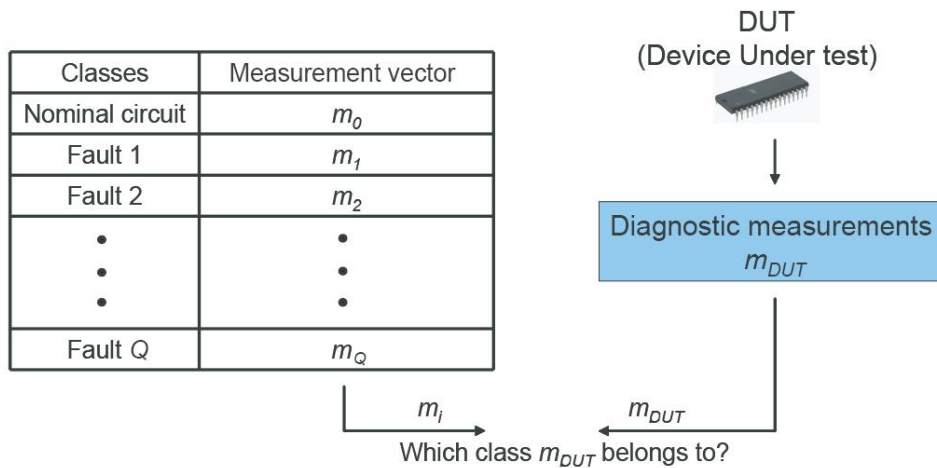 DUT
(Device Under test)
Classes Measurement vector
Nominal circuit m0
Fault 1 m1
Fault 2 m2
Fault Q mQ
Diagnostic measurements
mDUT
mi mDUT
Which class mDUT belongs to?